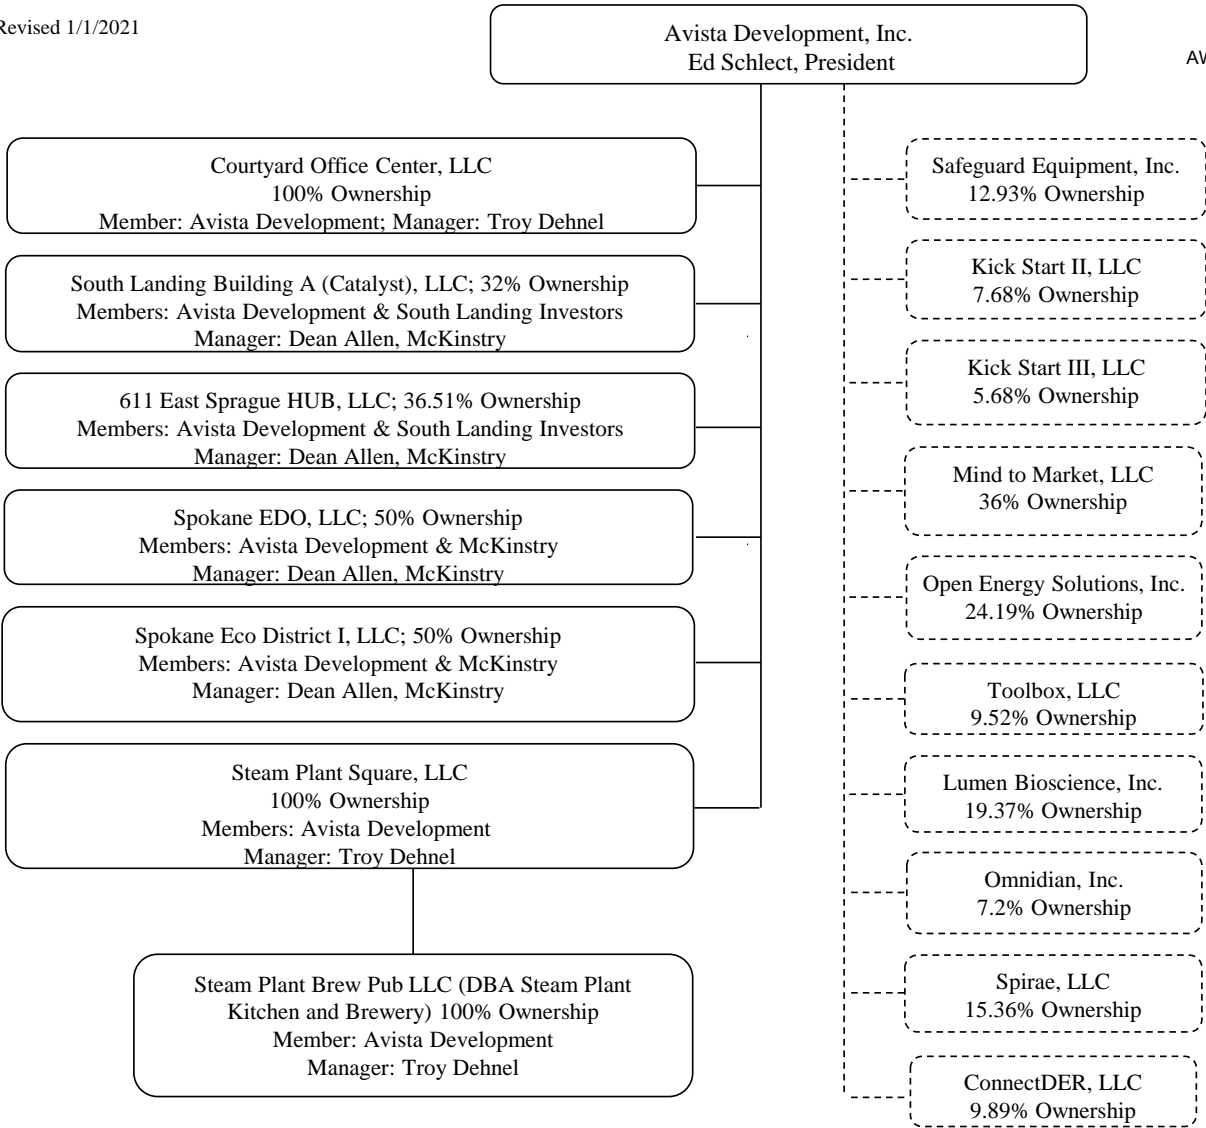 Revised 1/1/2021
Avista Development, Inc.
Ed Schlect, President
AW
Courtyard Office Center, LLC
100% Ownership
Member: Avista Development; Manager: Troy Dehnel
South Landing Building A (Catalyst), LLC; 32% Ownership
Members: Avista Development & South Landing Investors
Manager: Dean Allen, McKinstry
611 East Sprague HUB, LLC; 36.51% Ownership
Members: Avista Development & South Landing Investors
Manager: Dean Allen, McKinstry
Spokane EDO, LLC; 50% Ownership
Members: Avista Development & McKinstry
Manager: Dean Allen, McKinstry
Spokane Eco District I, LLC; 50% Ownership
Members: Avista Development & McKinstry
Manager: Dean Allen, McKinstry
Steam Plant Square, LLC
100% Ownership
Members: Avista Development
Manager: Troy Dehnel
Steam Plant Brew Pub LLC (DBA Steam Plant
Kitchen and Brewery) 100% Ownership
Member: Avista Development
Manager: Troy Dehnel
Safeguard Equipment, Inc.
12.93% Ownership
Kick Start II, LLC
7.68% Ownership
Kick Start III, LLC
5.68% Ownership
Mind to Market, LLC
36% Ownership
Open Energy Solutions, Inc.
24.19% Ownership
Toolbox, LLC
9.52% Ownership
Lumen Bioscience, Inc.
19.37% Ownership
Omnidian, Inc.
7.2% Ownership
Spirae, LLC
15.36% Ownership
ConnectDER, LLC
9.89% Ownership